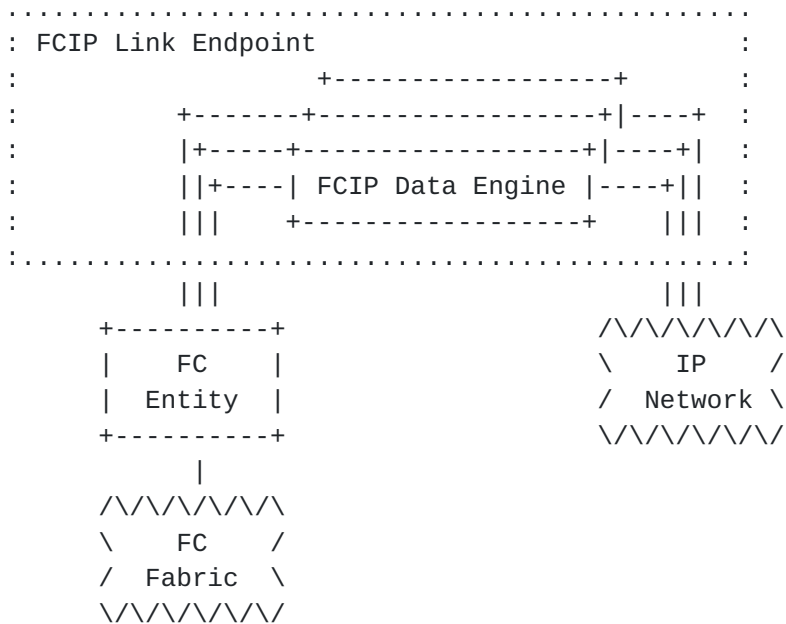 FCIP Link Endpoint
FCIP Data Engine
FC IP
Entity Network
FC
Fabric